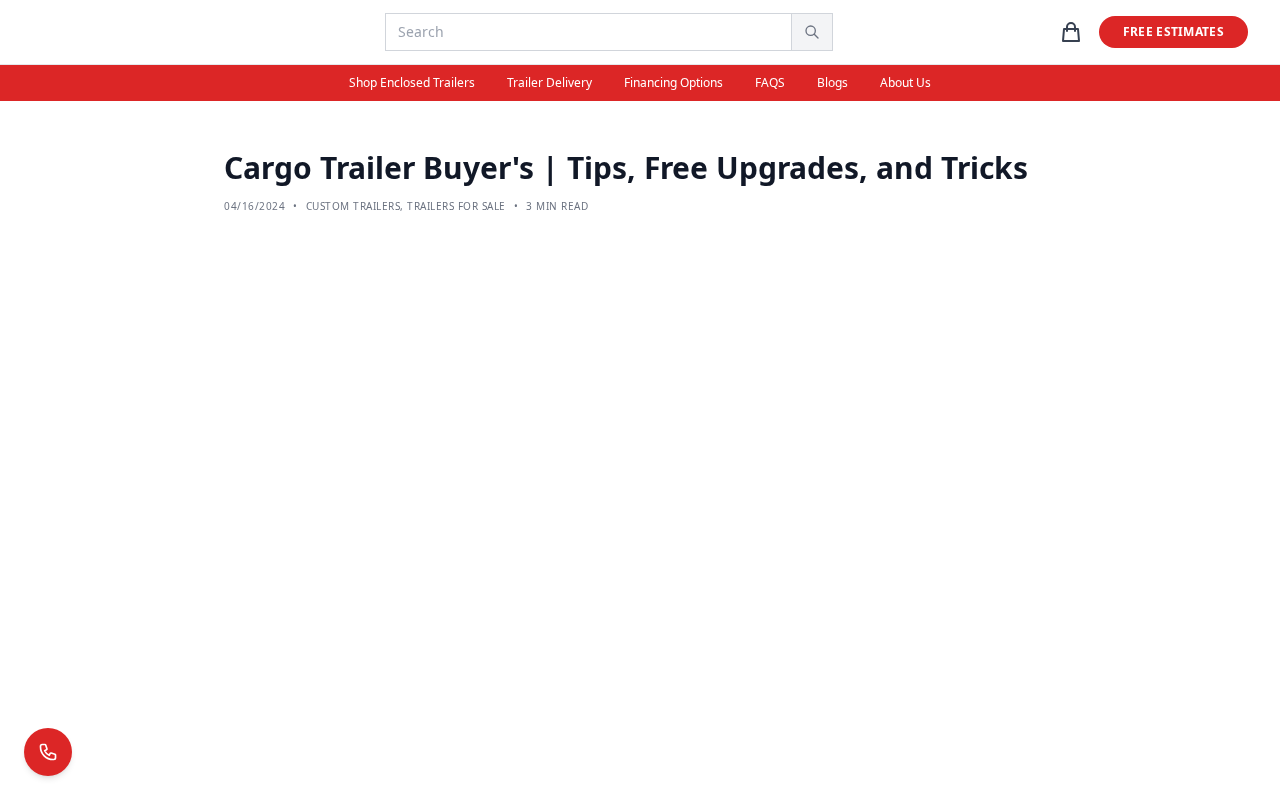 Search
FREE ESTIMATES
Shop Enclosed Trailers Trailer Delivery Financing Options FAQS Blogs About Us
Cargo Trailer Buyer's | Tips, Free Upgrades, and Tricks
04/16/2024 • CUSTOM TRAILERS, TRAILERS FOR SALE • 3 MIN READ